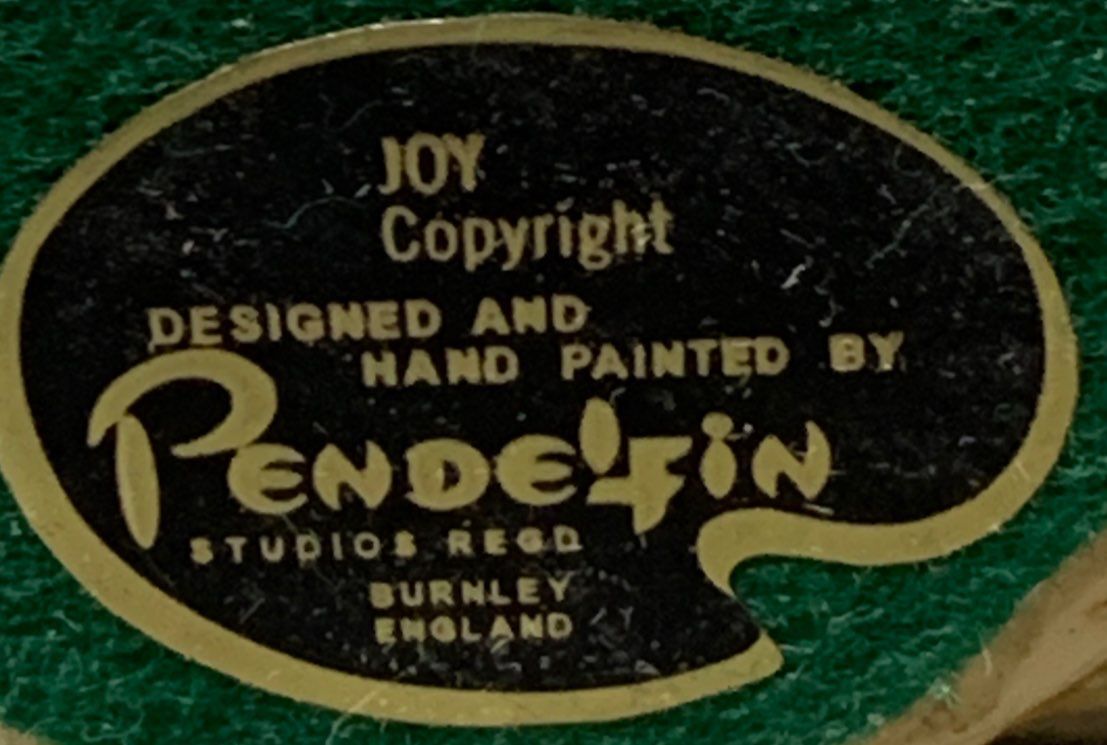 JOY
Copyright
DESIGNED AND
HAND PAINTED BY
PENDELFIN
STUDIOS REGD
BURNLEY
ENGLAND